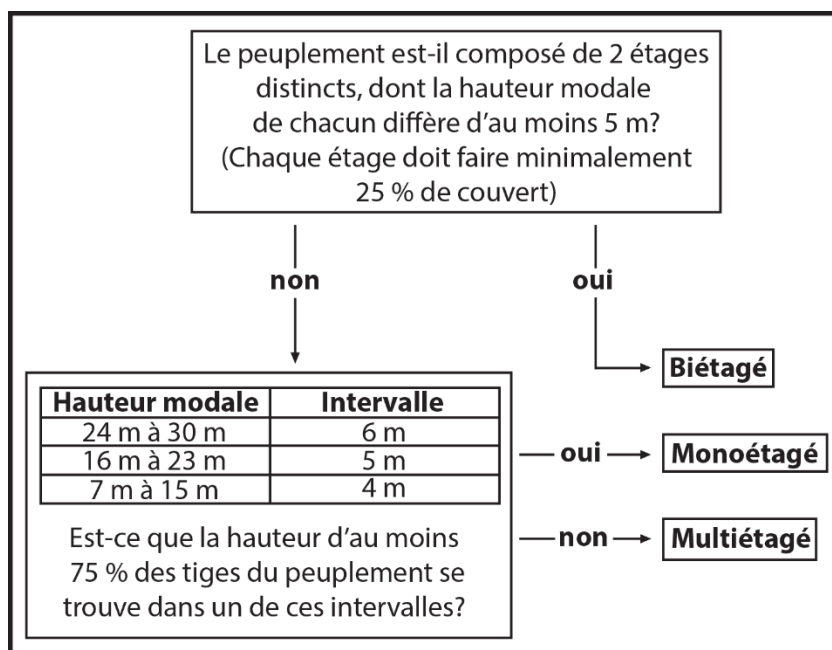 Le peuplement est-il composé de 2 étages
distincts, dont la hauteur modale
de chacun diffère d'au moins 5 m?
(Chaque étage doit faire minimalement
25 % de couvert)
non
oui
Biétagé
Hauteur modale Intervalle
24 m à 30 m 6 m
16 m à 23 m 5 m
7 m à 15 m 4 m
Est-ce que la hauteur d'au moins
75 % des tiges du peuplement se
trouve dans un de ces intervalles?
oui Monoétagé
non Multiétagé